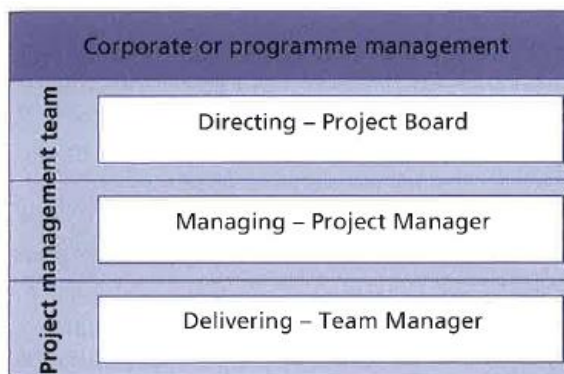 Corporate or programme management
Project management team
Directing – Project Board
Managing – Project Manager
Delivering – Team Manager